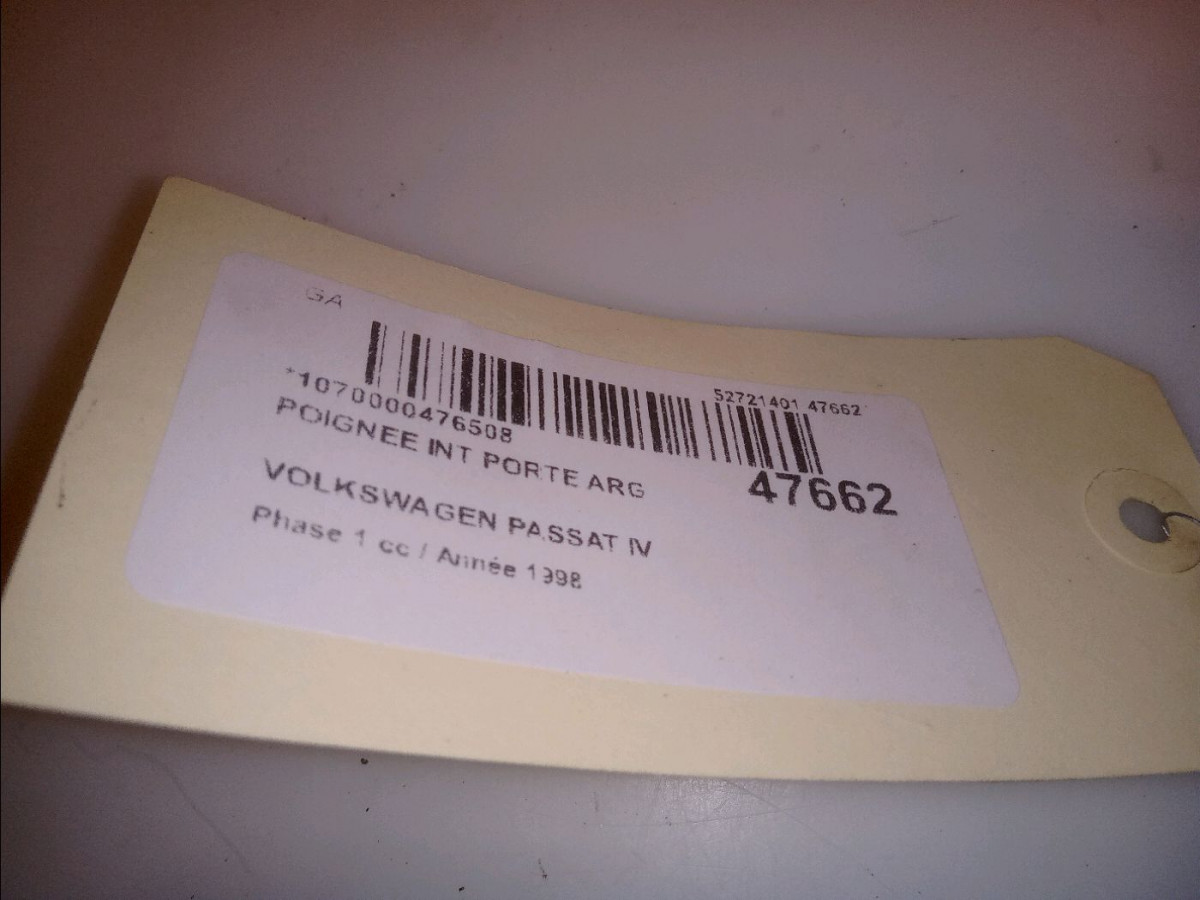 GA
52721401 47662
*1070000476508
47662
POIGNEE INT PORTE ARG
VOLKSWAGEN PASSAT IV
Phase 1 cc / Année 1998